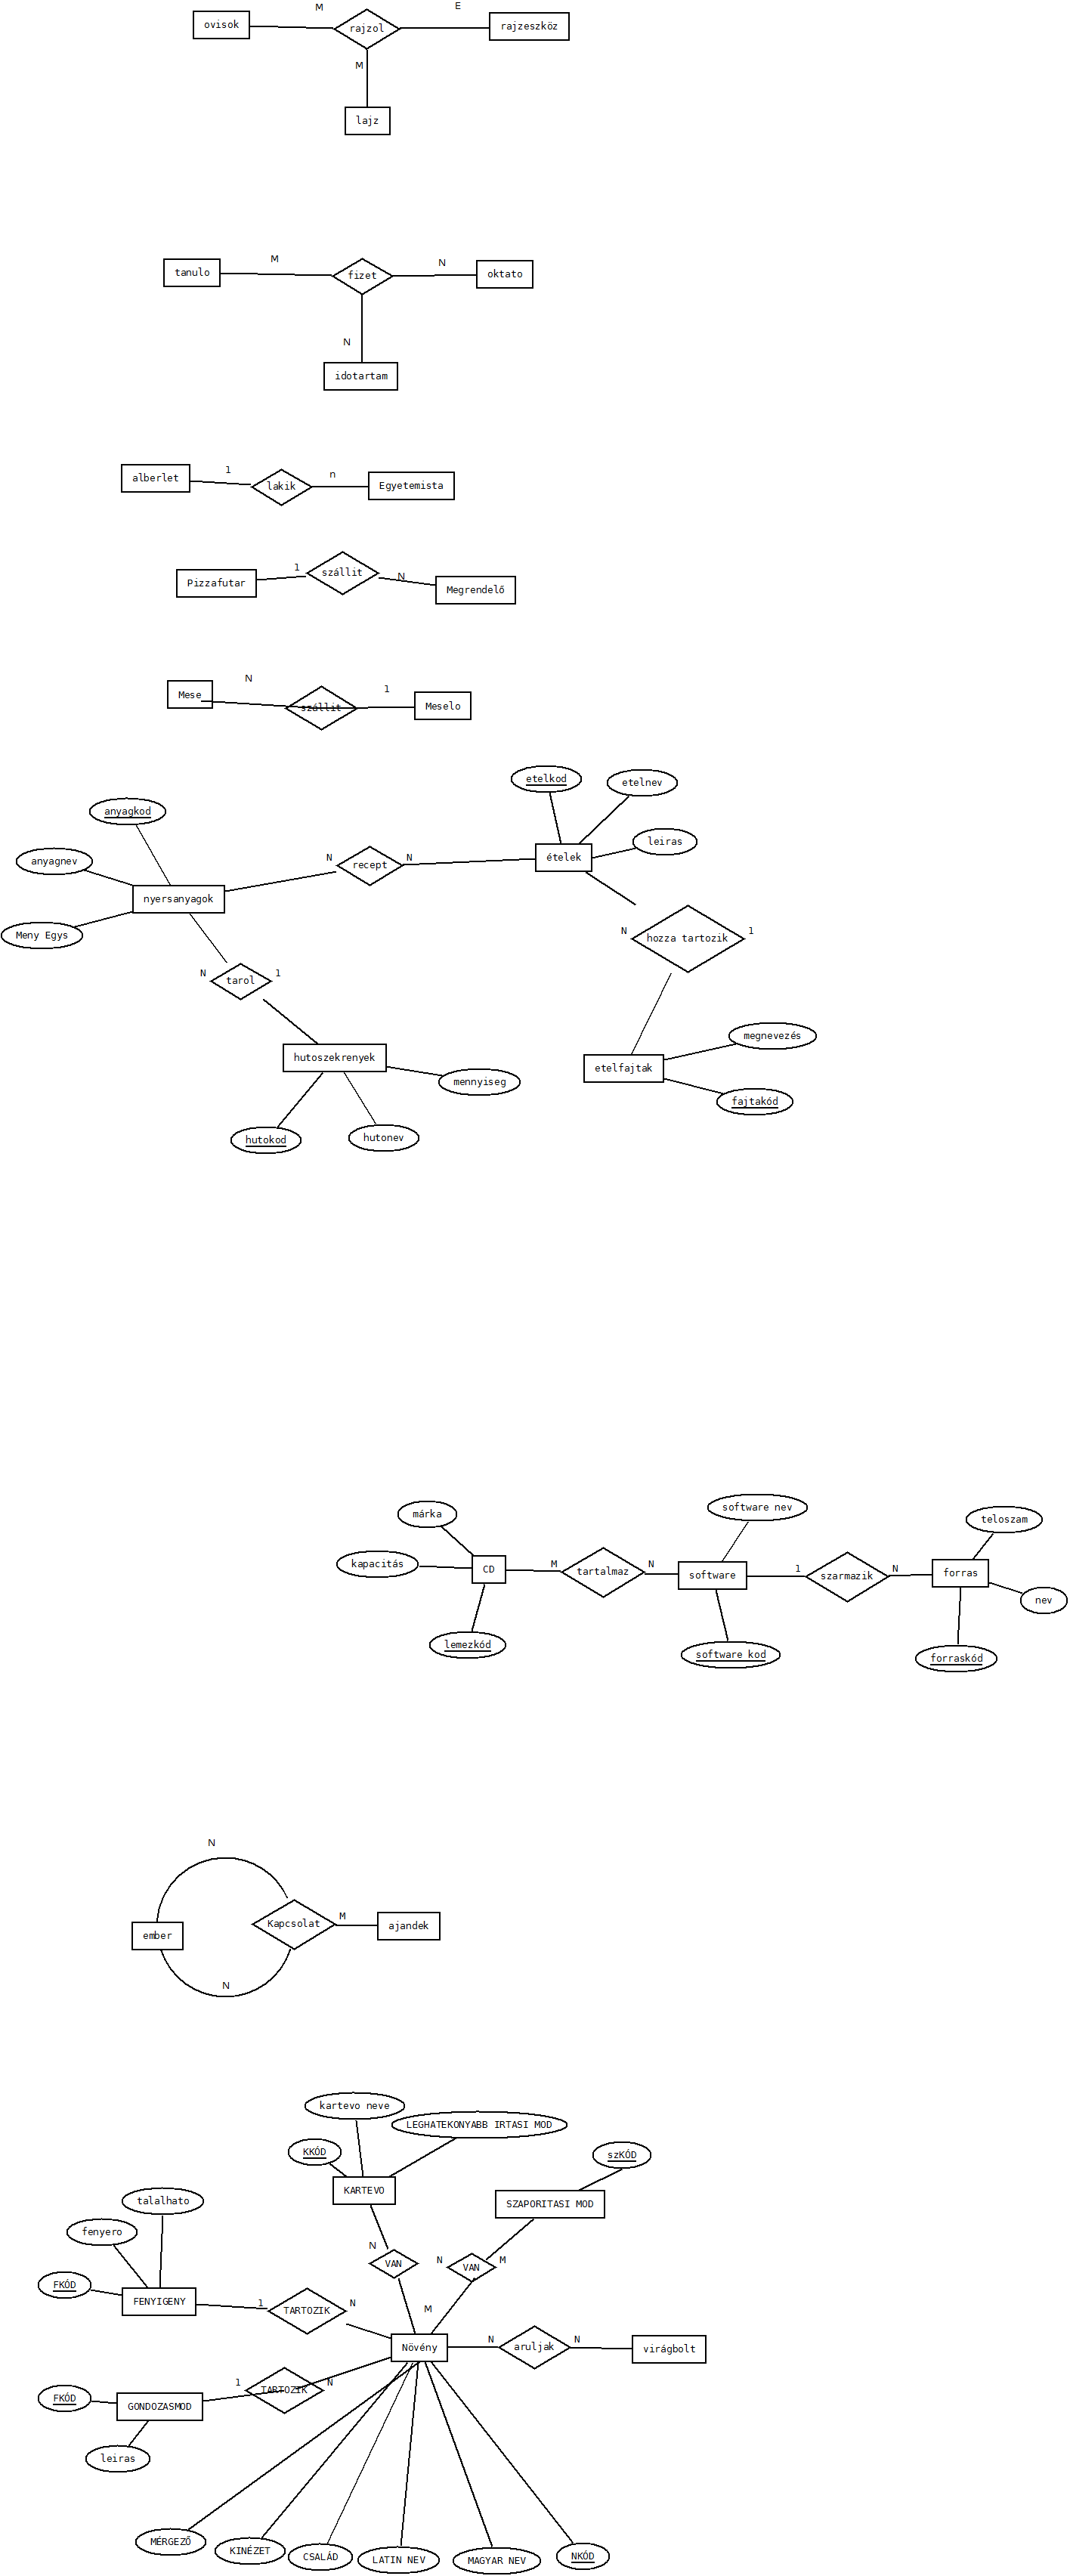 M
E
ovisok
rajzol
rajzeszköz
M
lajz
M
N
tanulo
fizet
oktato
N
idotartam
1
n
alberlet
lakik
Egyetemista
1
szállit
N
Pizzafutar
Megrendelő
N
1
Mese
szállit
Meselo
etelkod
etelnev
anyagkod
leiras
anyagnev
N
recept
N
ételek
nyersanyagok
Meny Egys
N
hozza tartozik
1
N
tarol
1
megnevezés
hutoszekrenyek
etelfajtak
mennyiseg
fajtakód
hutokod
hutonev
software nev
márka
teloszam
kapacitás
CD
M
tartalmaz
N
software
1
szarmazik
N
forras
nev
lemezkód
software kod
forraskód
N
Kapcsolat
M
ajandek
ember
N
kartevo neve
LEGHATEKONYABB IRTASI MOD
KKÓD
szKÓD
KARTEVO
SZAPORITASI MOD
talalhato
fenyero
N
VAN
N
VAN
M
FKÓD
FENYIGENY
1
TARTOZIK
N
M
Növény
N
aruljak
N
virágbolt
1
TARTOZIK
N
FKÓD
GONDOZASMOD
leiras
MÉRGEZŐ
KINÉZET
CSALÁD
LATIN NEV
MAGYAR NEV
NKÓD